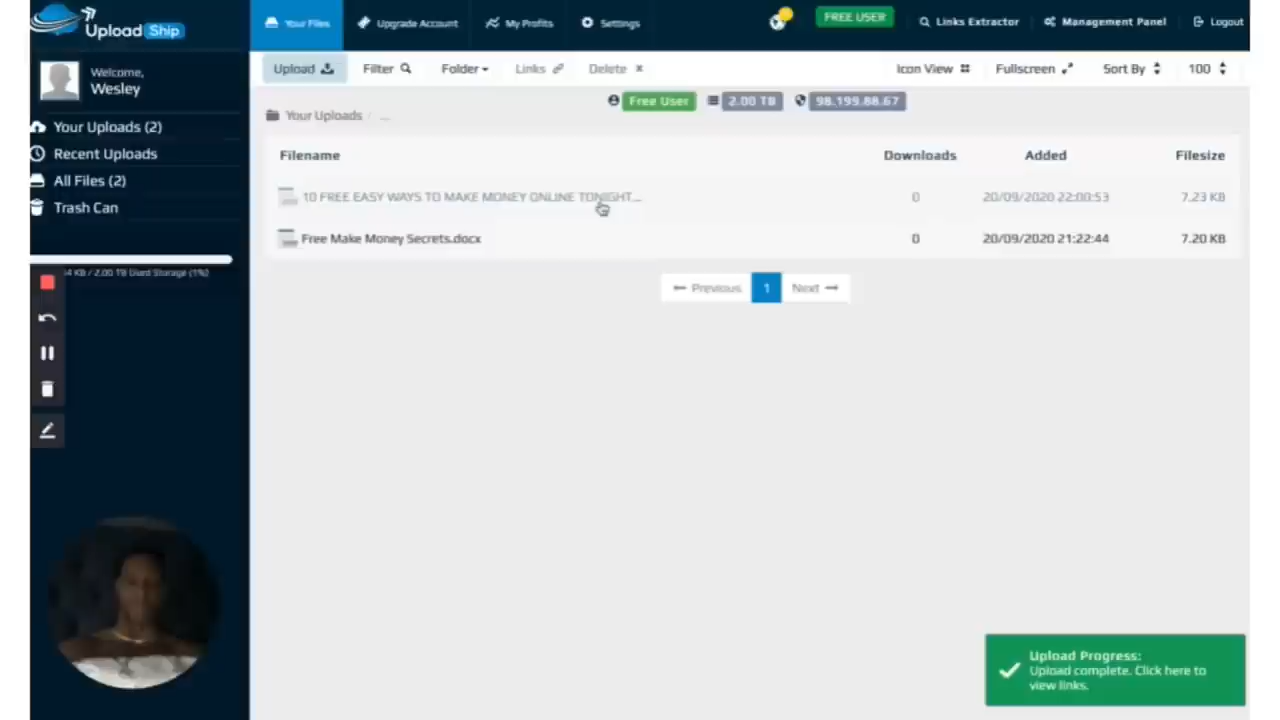 Upload Ship
Your Files
Upgrade Account
My Profits
Settings
FREE USER
Links Extractor
Management Panel
Logout
Welcome,
Wesley
Your Uploads (2)
Recent Uploads
All Files (2)
Trash Can
4 KB / 2.00 TB Used Storage (1%)
Upload
Filter
Folder
Links
Delete
Icon View
Fullscreen
Sort By
100
Free User
2.00 TB
98.199.88.67
Your Uploads / ...
Filename Downloads Added Filesize
10 FREE EASY WAYS TO MAKE MONEY ONLINE TONIGHT... 0 20/09/2020 22:00:53 7.23 KB
Free Make Money Secrets.docx 0 20/09/2020 21:22:44 7.20 KB
← Previous 1 Next →
Upload Progress:
Upload complete. Click here to
view links.